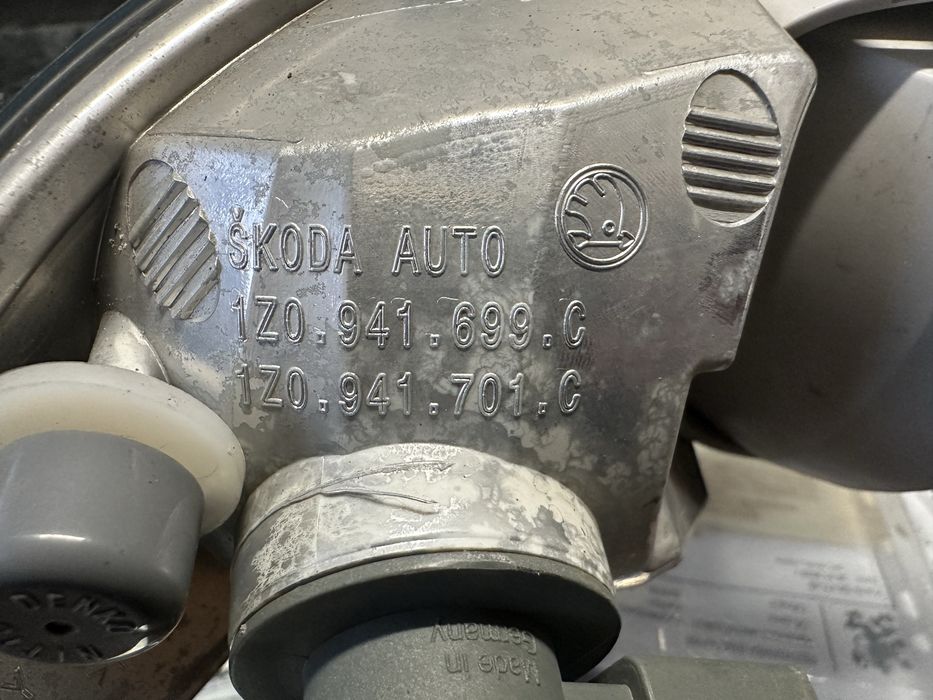 ŠKODA AUTO
1Z0.941.699.C
1Z0.941.701.C
Made in
Germany